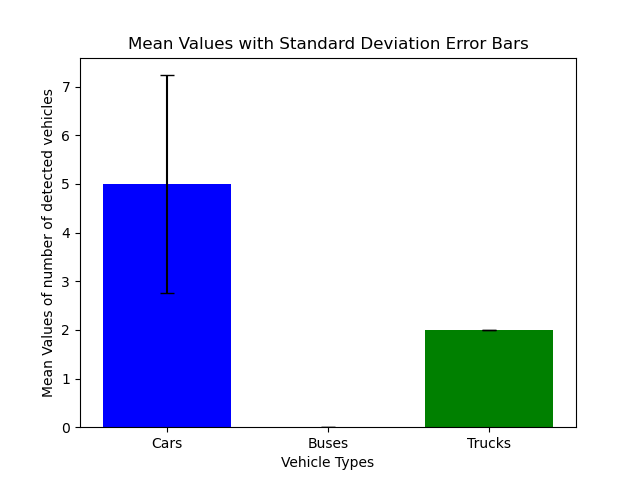 Mean Values with Standard Deviation Error Bars
Mean Values of number of detected vehicles
7
6
5
4
3
2
1
0
Cars Buses Trucks
Vehicle Types